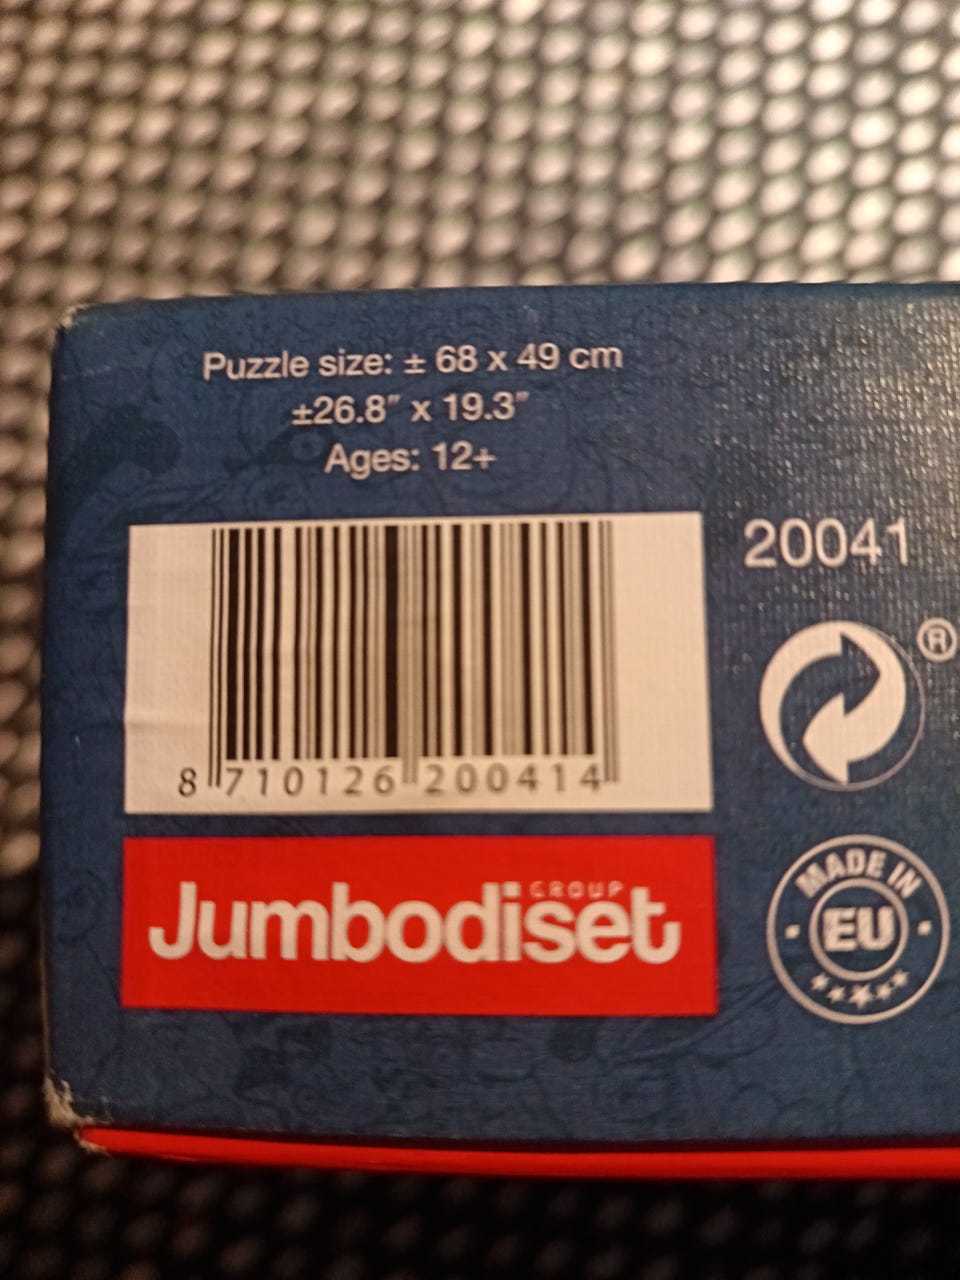 Puzzle size: ± 68 x 49 cm
±26.8" x 19.3"
Ages: 12+
20041
8 710126 200414
®
GROUP
Jumbodiset
MADE IN
EU